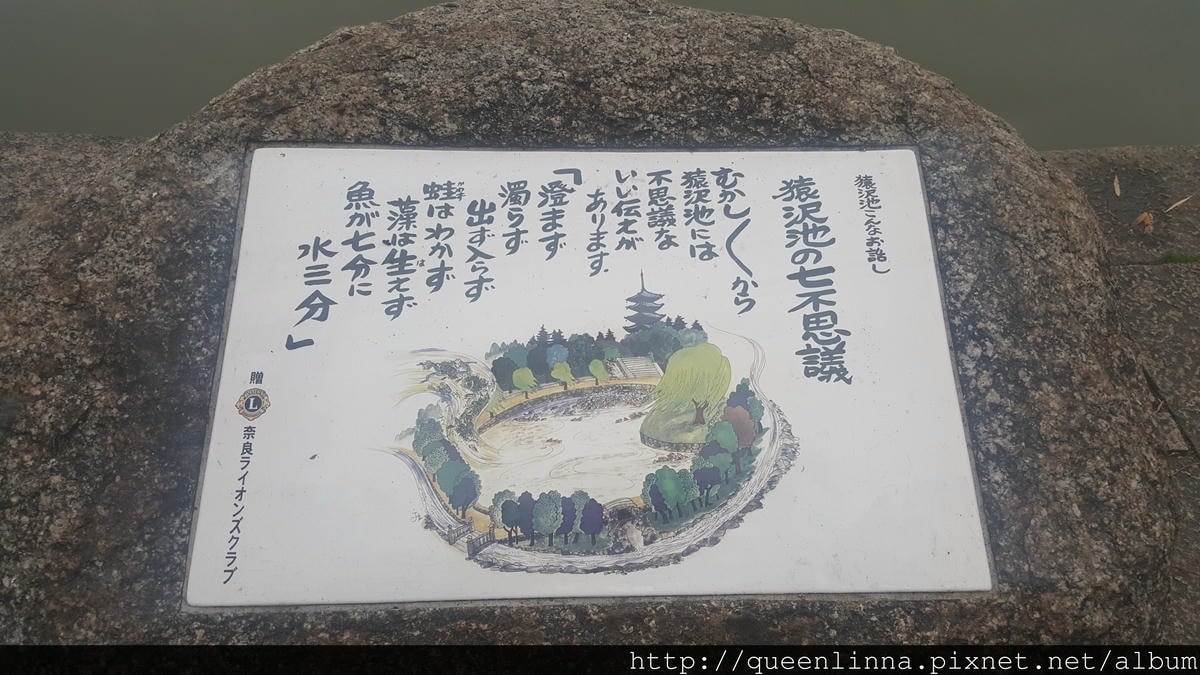 猿沢池こんなお話し
猿沢池の七不思議
むかし〱から
猿沢池には
不思議な
いい伝えが
あります.
「澄まず
濁らず
出ず入らず
蛙はわかず
藻は生えず
魚が七分に
水三分」
贈
L
奈良ライオンズクラブ
http://queenlinna.pixnet.net/album